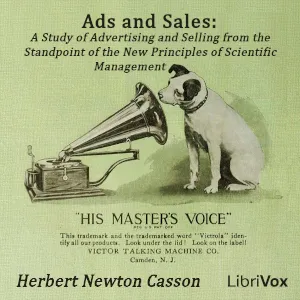 Ads and Sales:
A Study of Advertising and Selling from the
Standpoint of the New Principles of Scientific
Management
"HIS MASTER'S VOICE"
This trademark and the trademarked word "Victrola" iden-
tify all our products. Look under the lid! Look on the label!
VICTOR TALKING MACHINE CO.
Camden, N. J.
Herbert Newton Casson
LibriVox